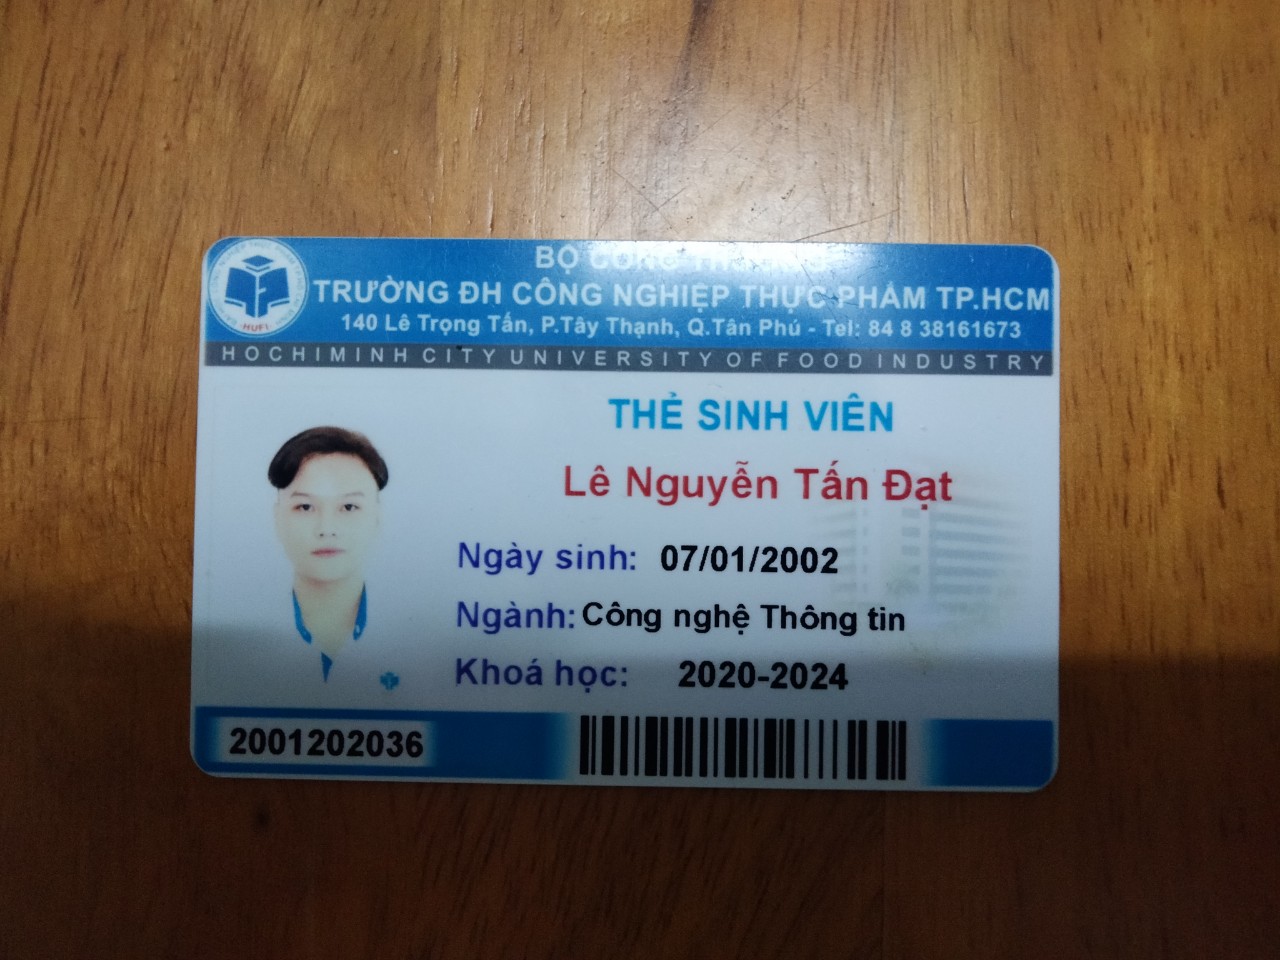 BỘ CÔNG THƯƠNG
TRƯỜNG ĐH CÔNG NGHIỆP THỰC PHẨM TP.HCM
140 Lê Trọng Tấn, P.Tây Thạnh, Q.Tân Phú - Tel: 84 8 38161673
HOCHIMINH CITY UNIVERSITY OF FOOD INDUSTRY
HUFI
THẺ SINH VIÊN
Lê Nguyễn Tấn Đạt
Ngày sinh: 07/01/2002
Ngành: Công nghệ Thông tin
Khoá học: 2020-2024
2001202036